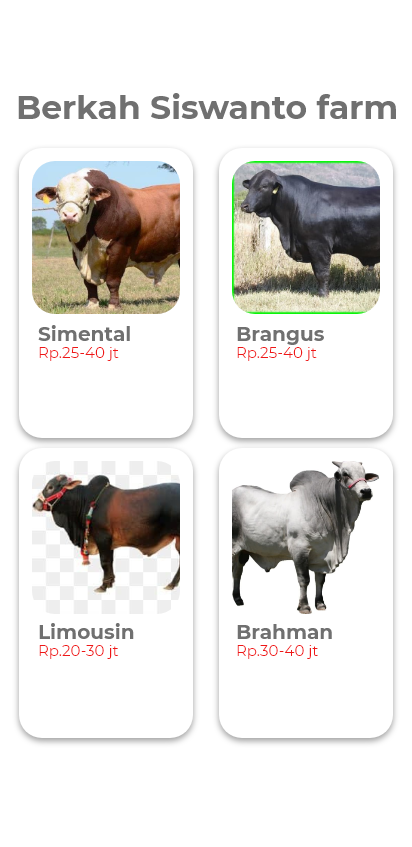 Berkah Siswanto farm
Simental
Rp.25-40 jt
Brangus
Rp.25-40 jt
Limousin
Rp.20-30 jt
Brahman
Rp.30-40 jt